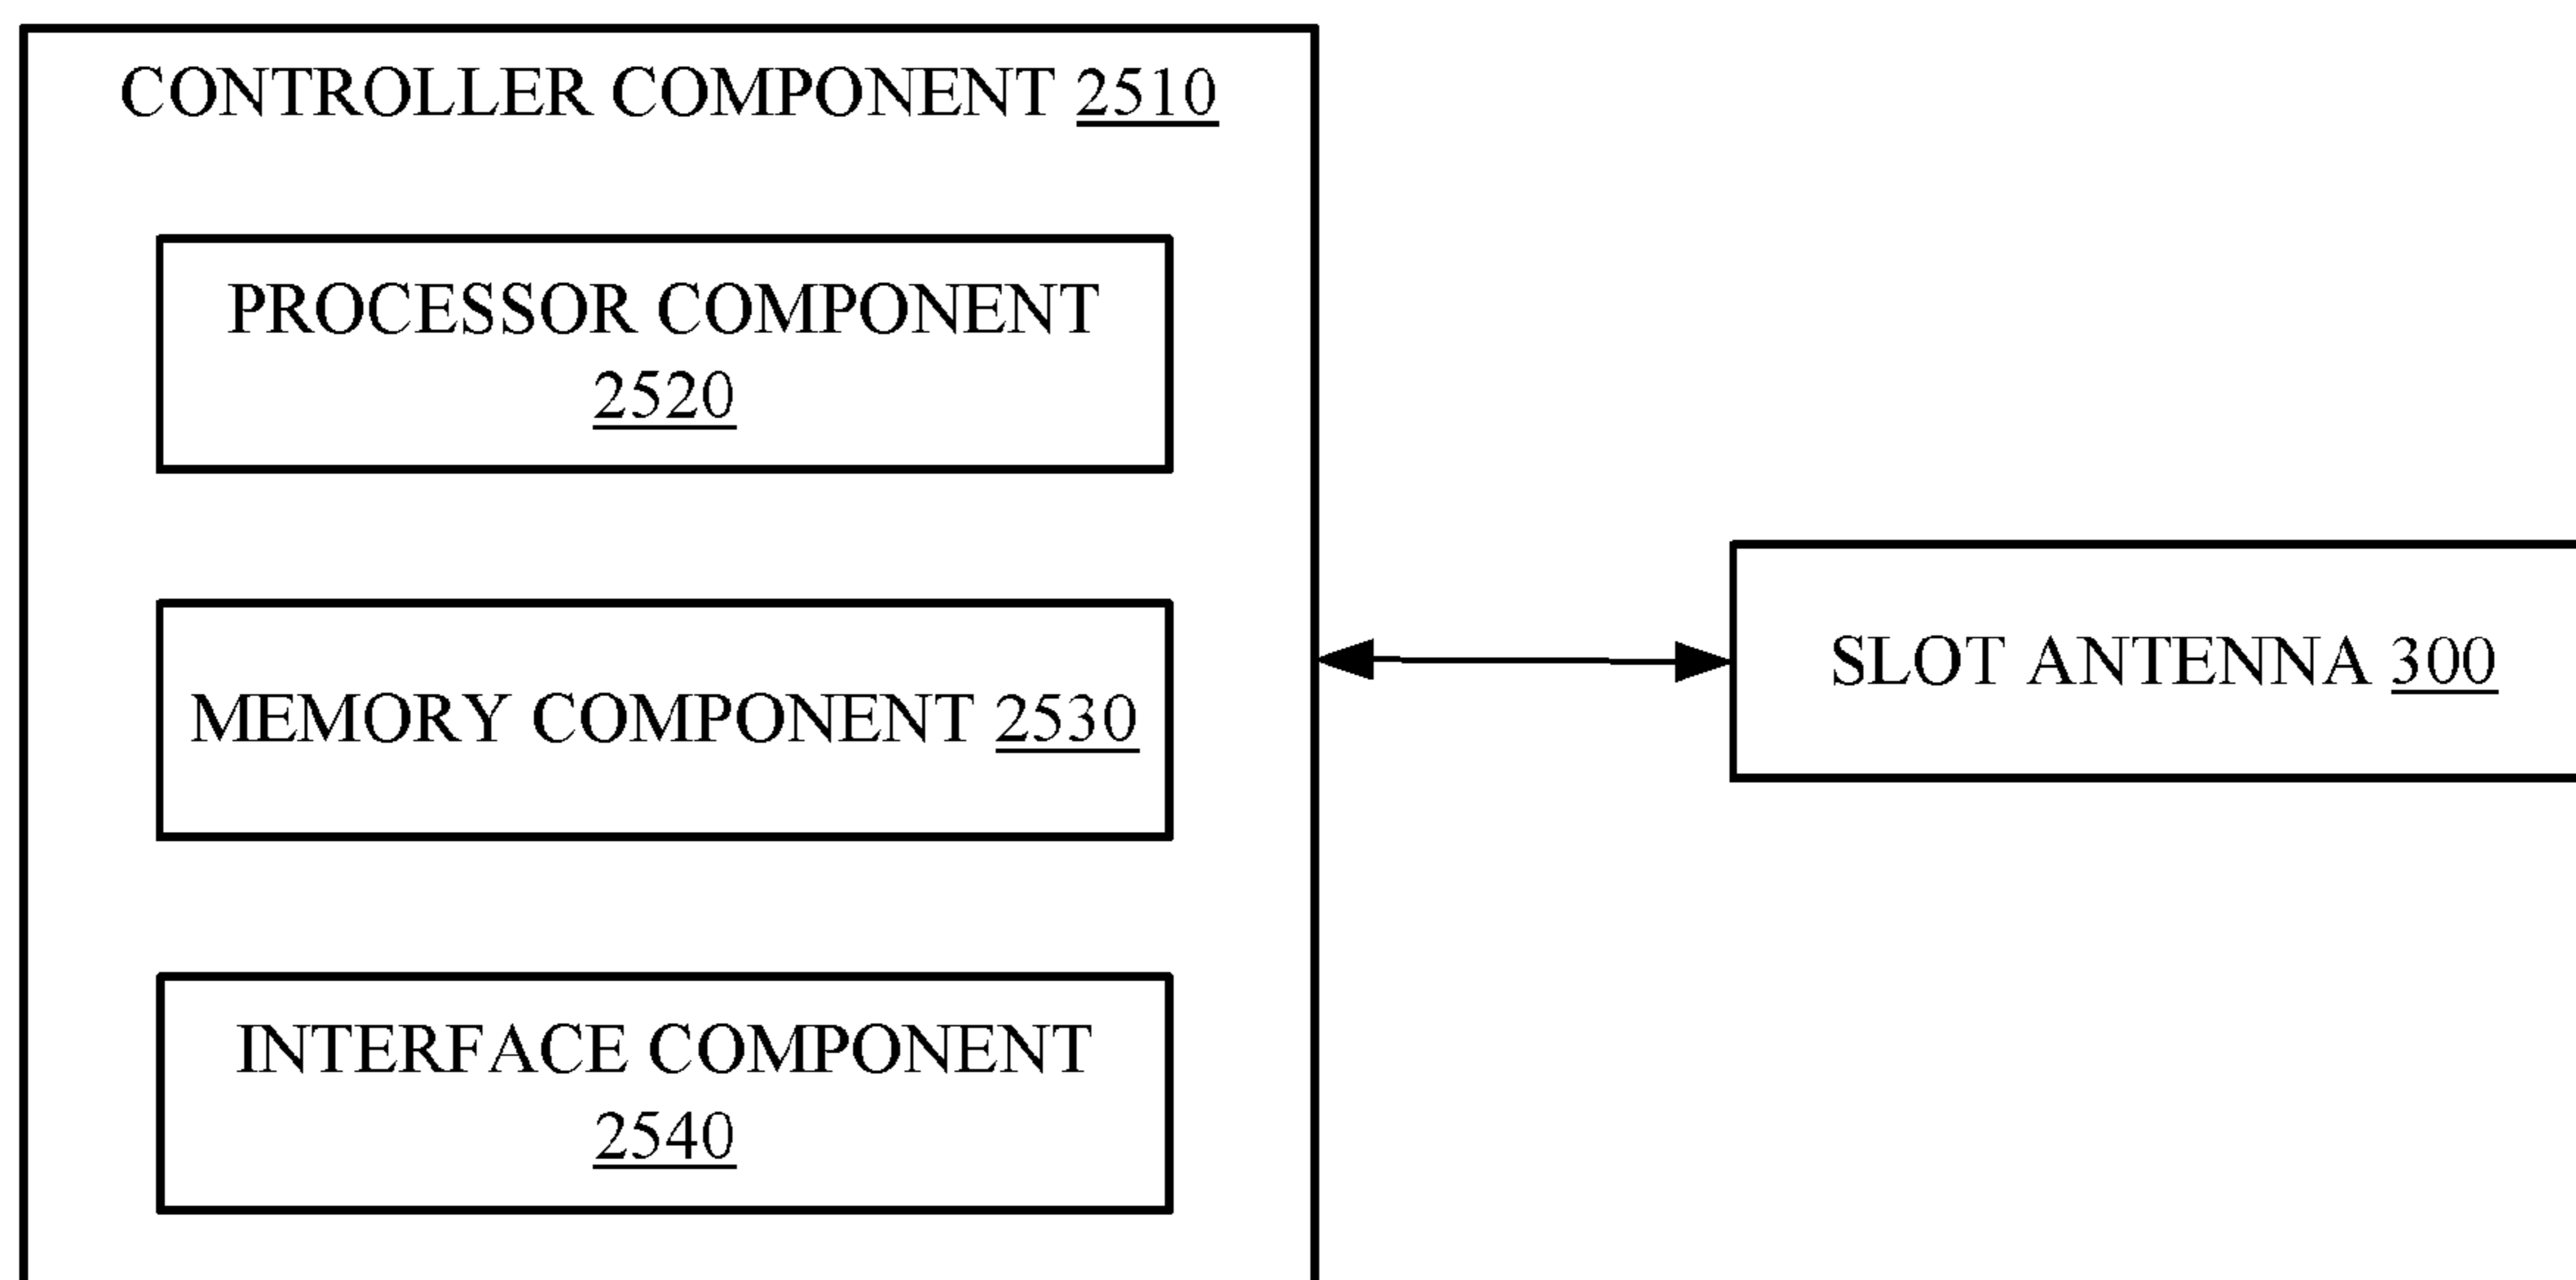 CONTROLLER COMPONENT 2510
PROCESSOR COMPONENT
2520
MEMORY COMPONENT 2530
INTERFACE COMPONENT
2540
SLOT ANTENNA 300